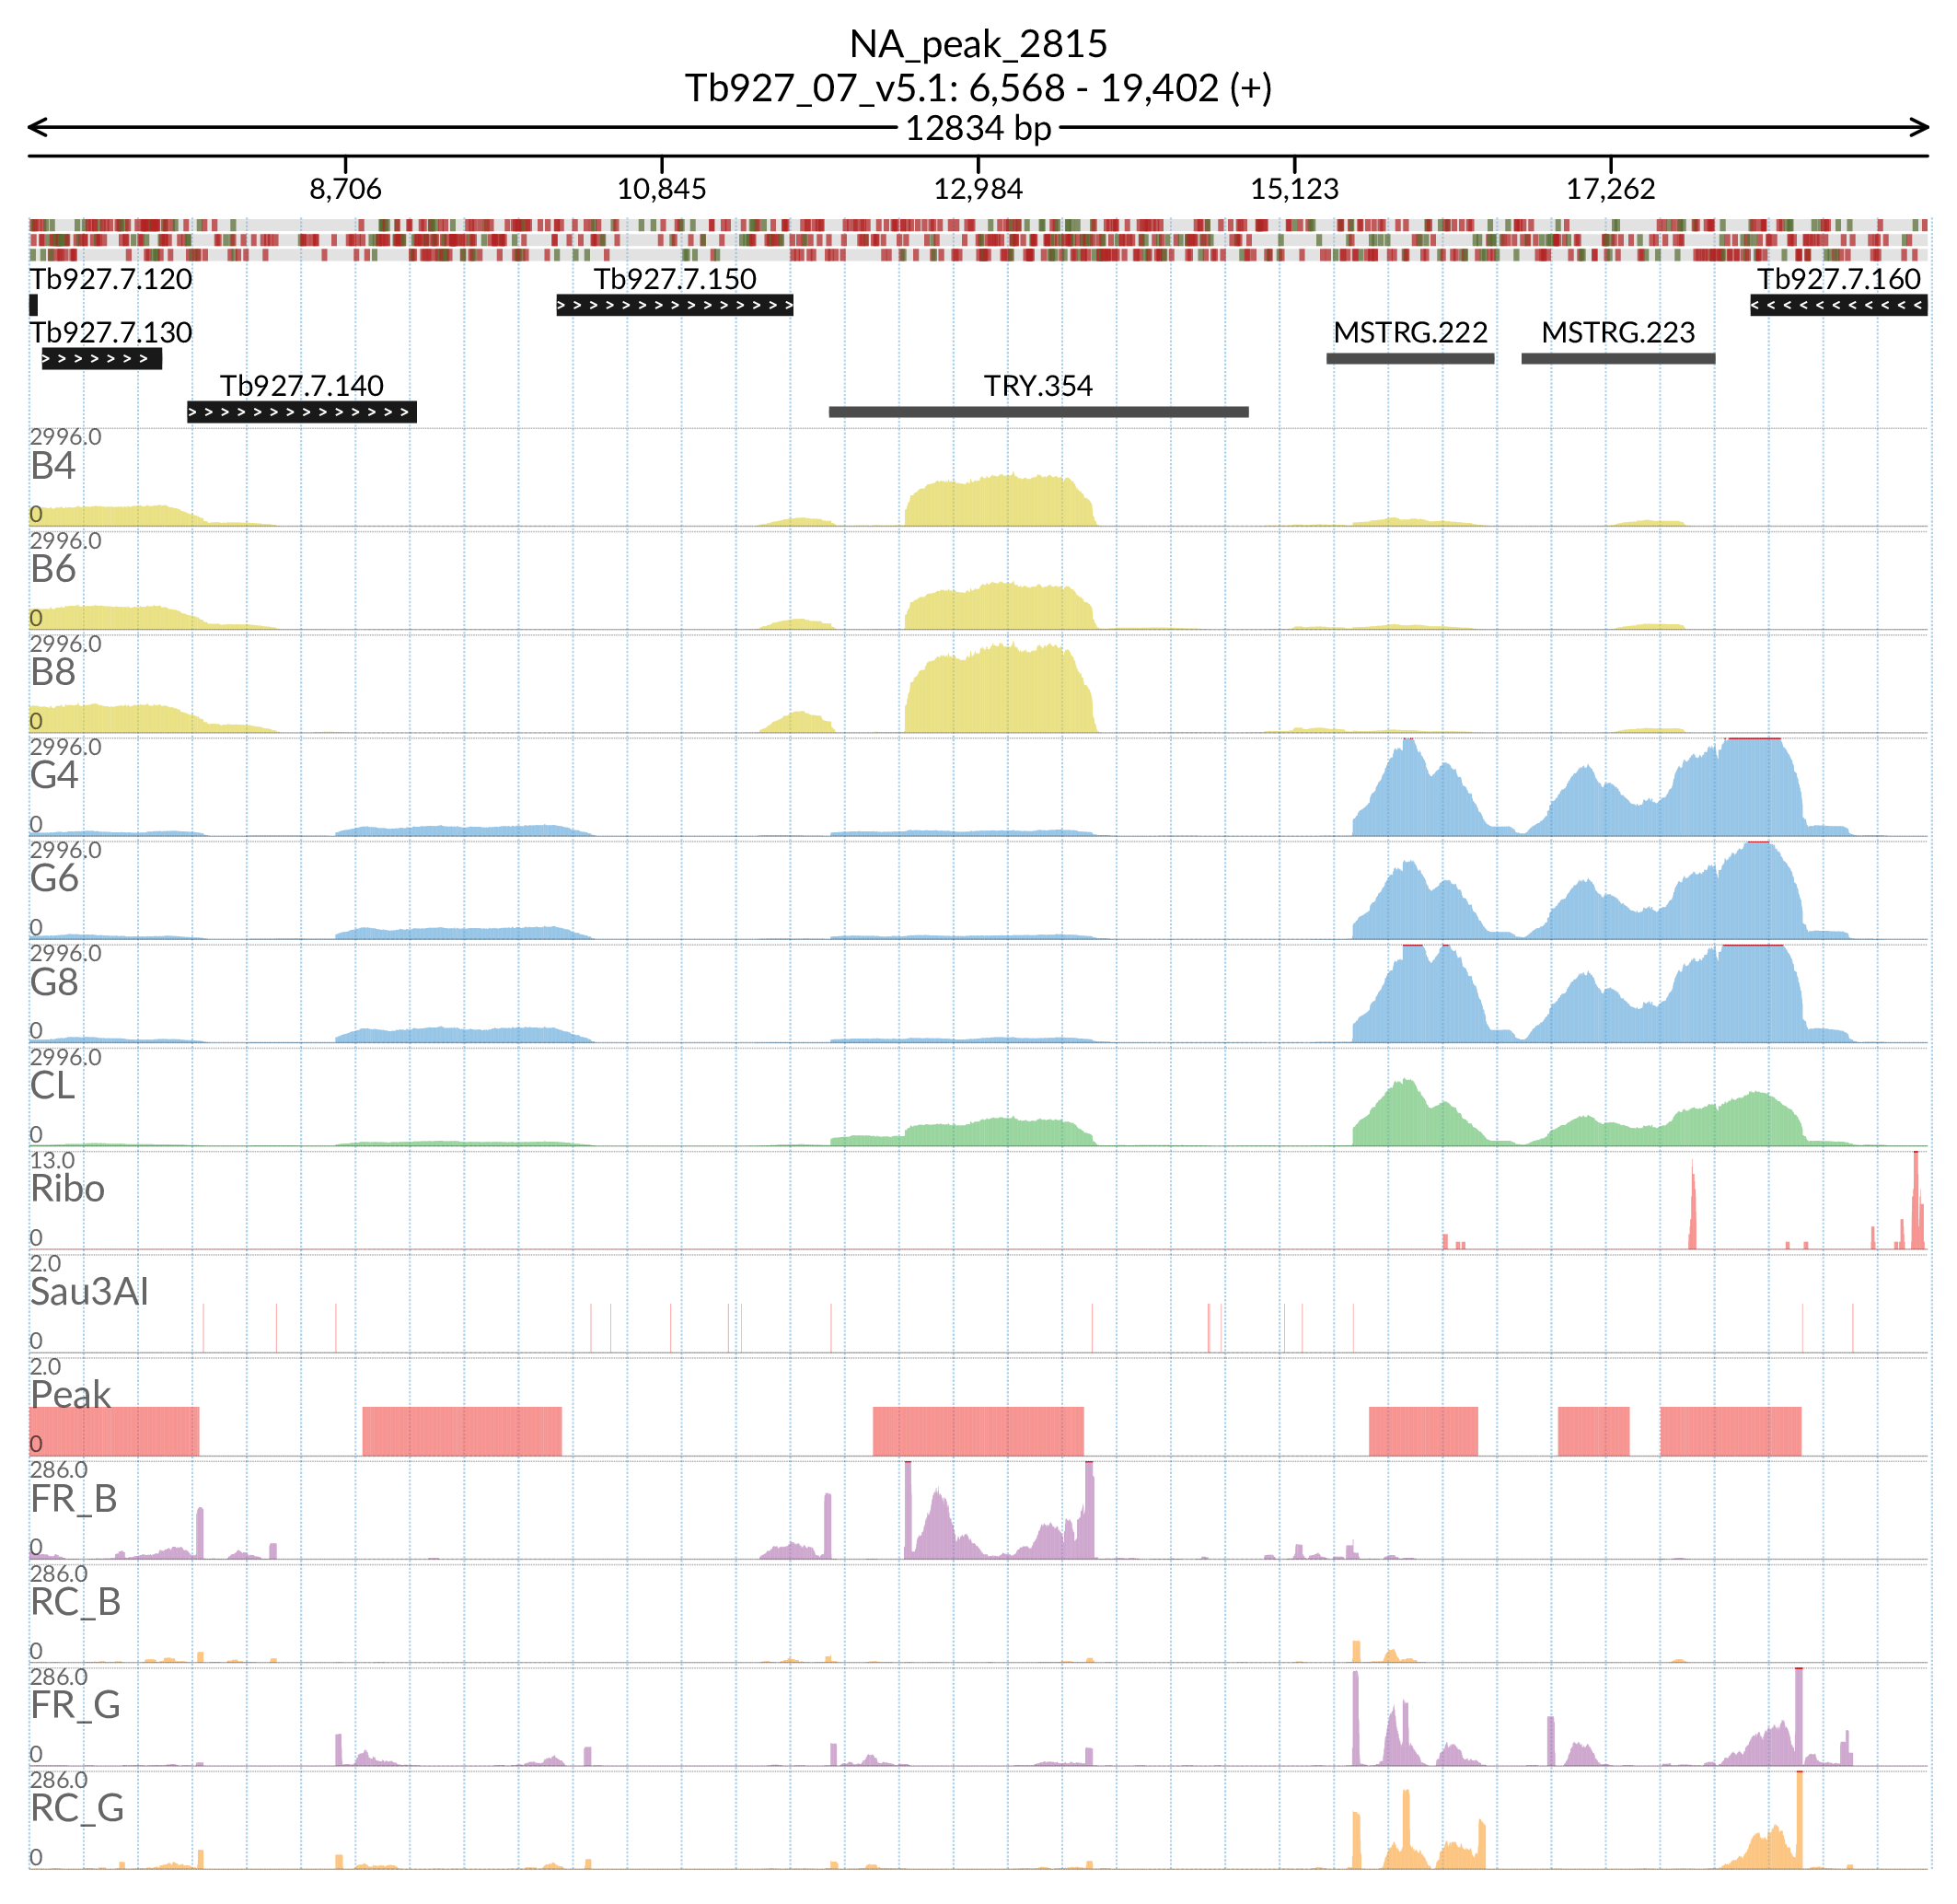 NA_peak_2815
Tb927_07_v5.1: 6,568 - 19,402 (+)
12834 bp
8,706 10,845 12,984 15,123 17,262
Tb927.7.120 Tb927.7.150 Tb927.7.160
Tb927.7.130 MSTRG.222 MSTRG.223
Tb927.7.140 TRY.354
2996.0
B4
0
2996.0
B6
0
2996.0
B8
0
2996.0
G4
0
2996.0
G6
0
2996.0
G8
0
2996.0
CL
0
13.0
Ribo
0
2.0
Sau3AI
0
2.0
Peak
0
286.0
FR_B
0
286.0
RC_B
0
286.0
FR_G
0
286.0
RC_G
0